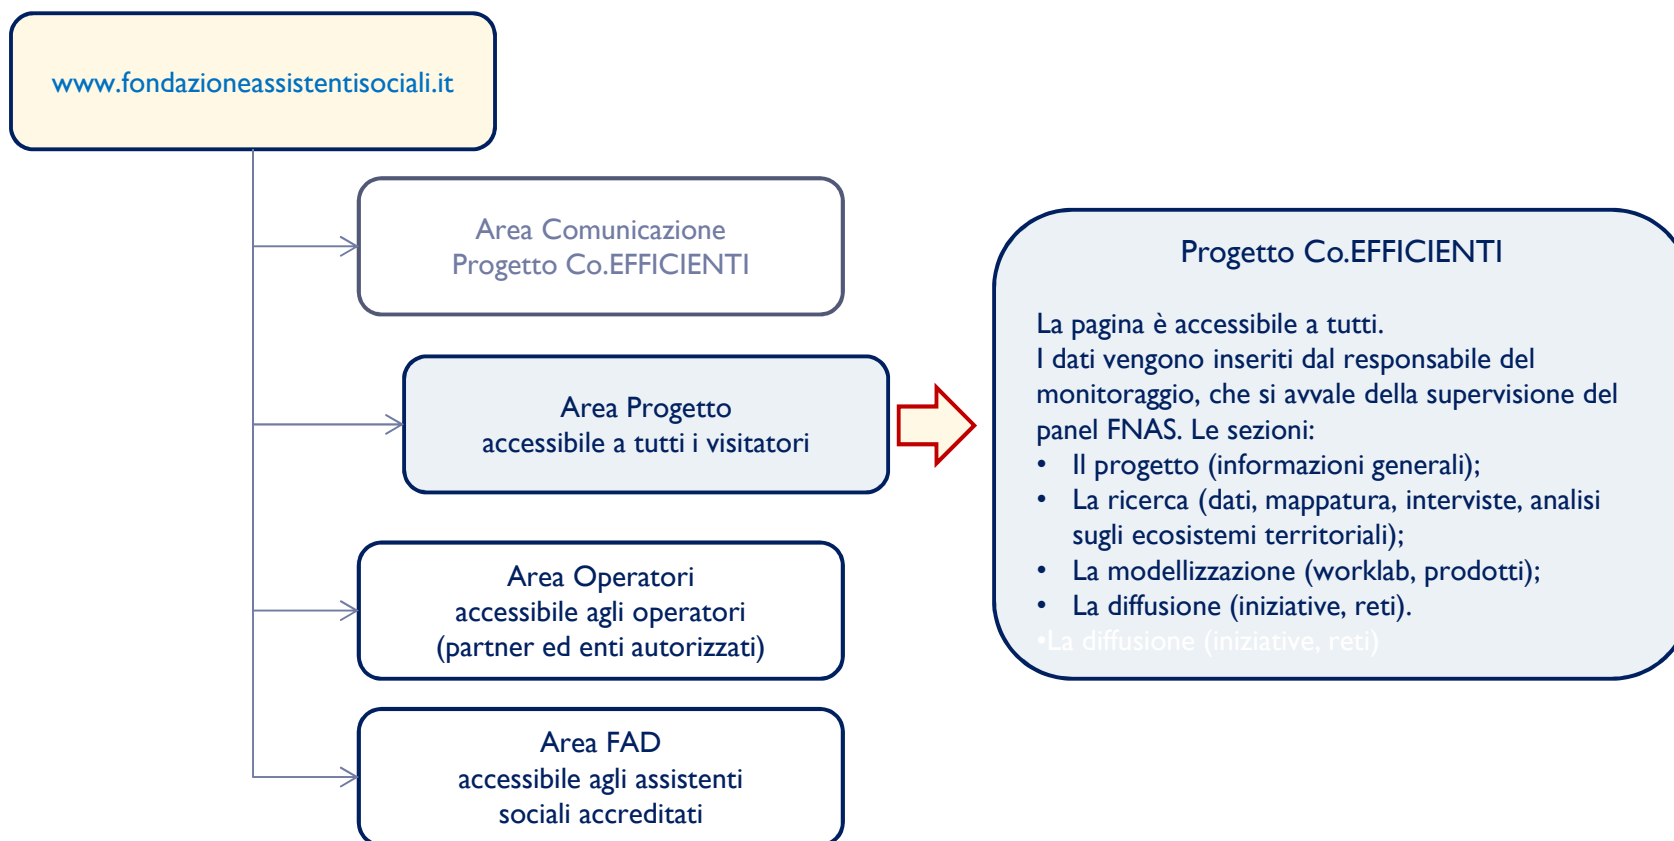 www.fondazioneassistentisociali.it
Area Comunicazione
Progetto Co.EFFICIENTI
Area Progetto
accessibile a tutti i visitatori
Area Operatori
accessibile agli operatori
(partner ed enti autorizzati)
Area FAD
accessibile agli assistenti
sociali accreditati
Progetto Co.EFFICIENTI
La pagina è accessibile a tutti.
I dati vengono inseriti dal responsabile del
monitoraggio, che si avvale della supervisione del
panel FNAS. Le sezioni:
• Il progetto (informazioni generali);
• La ricerca (dati, mappatura, interviste, analisi
sugli ecosistemi territoriali);
• La modellizzazione (worklab, prodotti);
• La diffusione (iniziative, reti).
•La diffusione (iniziative, reti)